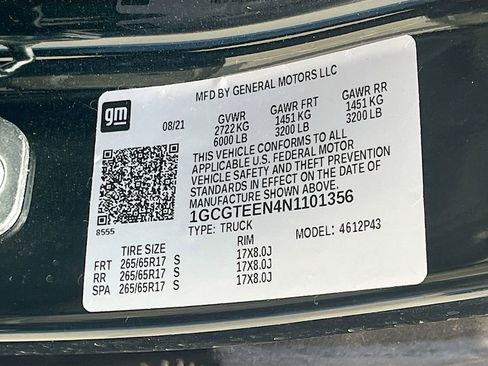 MFD BY GENERAL MOTORS LLC
gm
08/21 GVWR GAWR FRT GAWR RR
2722 KG 1451 KG 1451 KG
6000 LB 3200 LB 3200 LB
THIS VEHICLE CONFORMS TO ALL
APPLICABLE U.S. FEDERAL MOTOR
VEHICLE SAFETY AND THEFT PREVENTION
STANDARDS IN EFFECT ON THE DATE OF
MANUFACTURE SHOWN ABOVE.
1GCGTEEN4N1101356
8555
TYPE: TRUCK MODEL: 4612P43
TIRE SIZE RIM
FRT 265/65R17 S 17X8.0J
RR 265/65R17 S 17X8.0J
SPA 265/65R17 S 17X8.0J